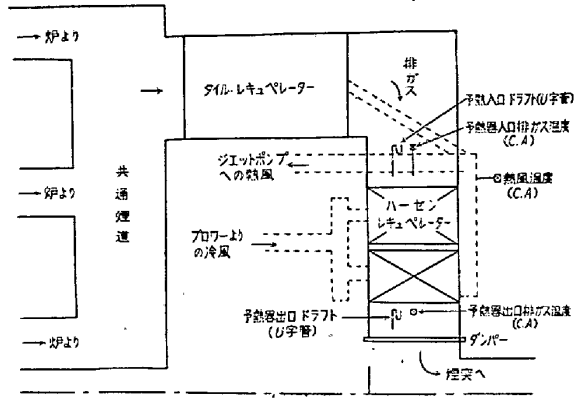 炉より
タイル・レキュペレーター
排ガス
予熱入口ドラフト(U字管)
予熱器入口排ガス温度
(C.A)
ジェットポンプ
への熱風
熱風温度
(C.A)
共通煙道
炉より
ハーゼン
レキュペレーター
ブロワーより
の冷風
予熱器出口ドラフト
(U字管)
予熱器出口排ガス温度
(C.A)
ダンパー
炉より
煙突へ